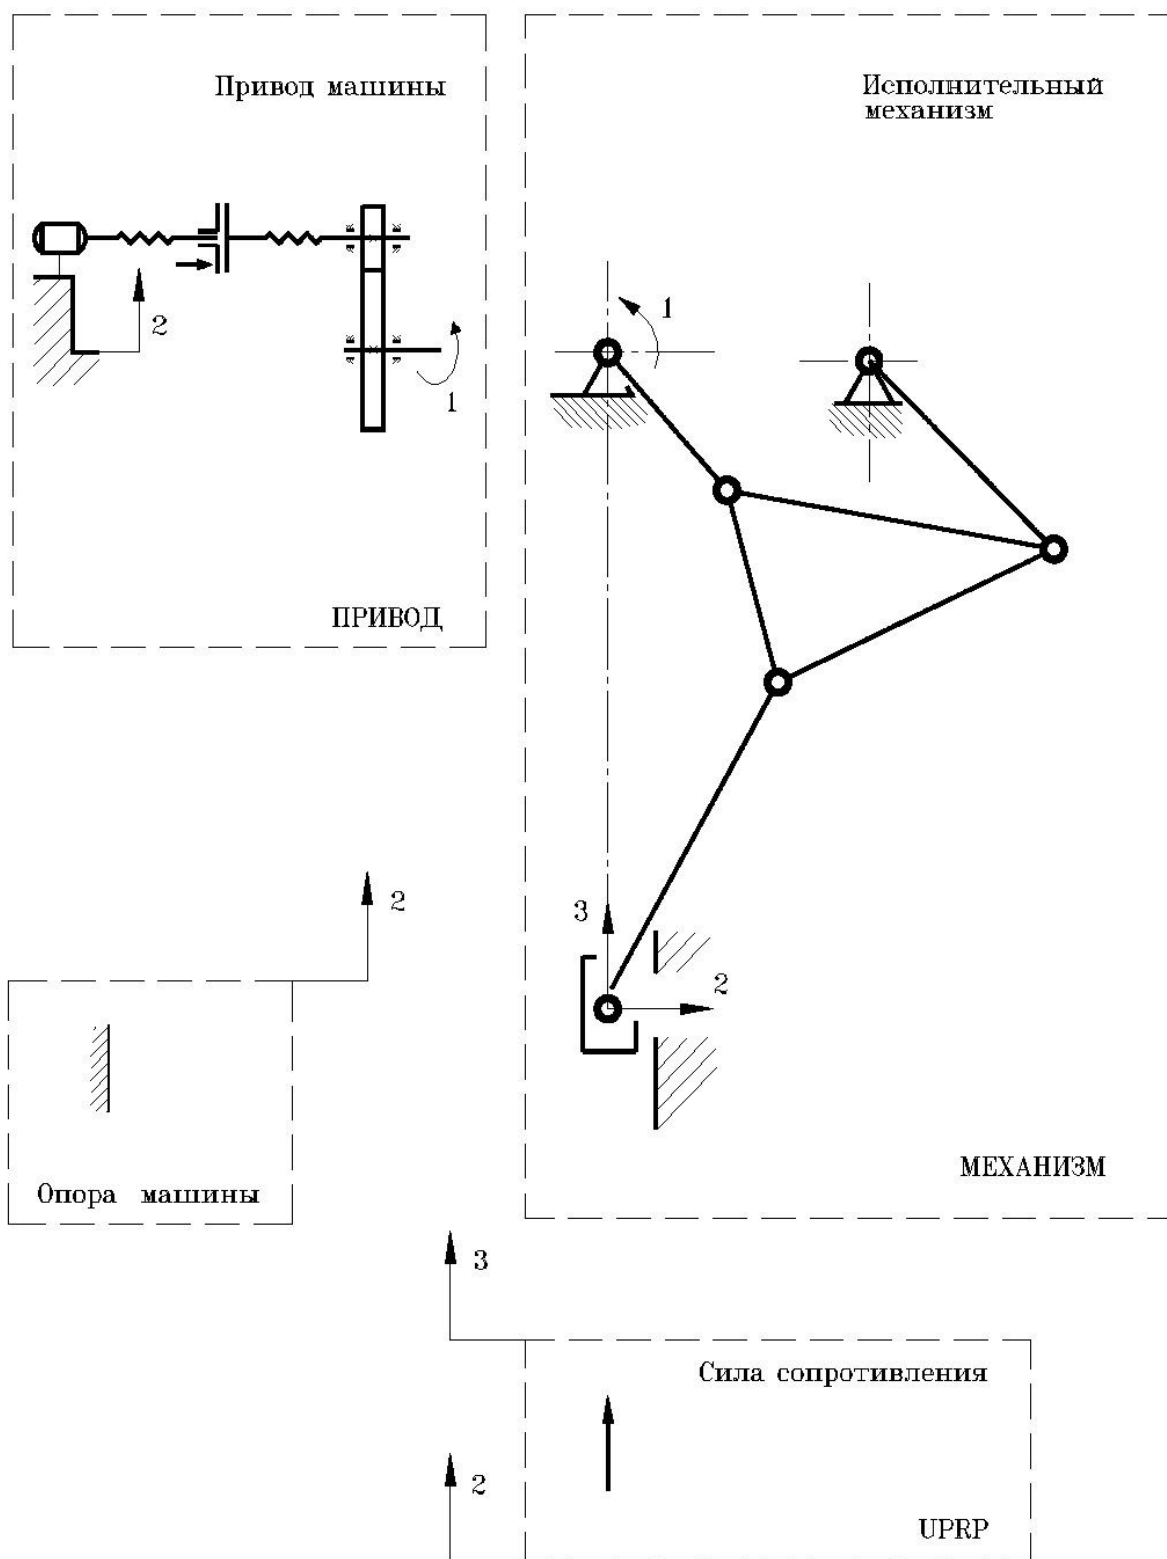 Привод машины
2
1
ПРИВОД
Исполнительный
механизм
1
3
2
МЕХАНИЗМ
2
Опора машины
3
Сила сопротивления
2
UPRP